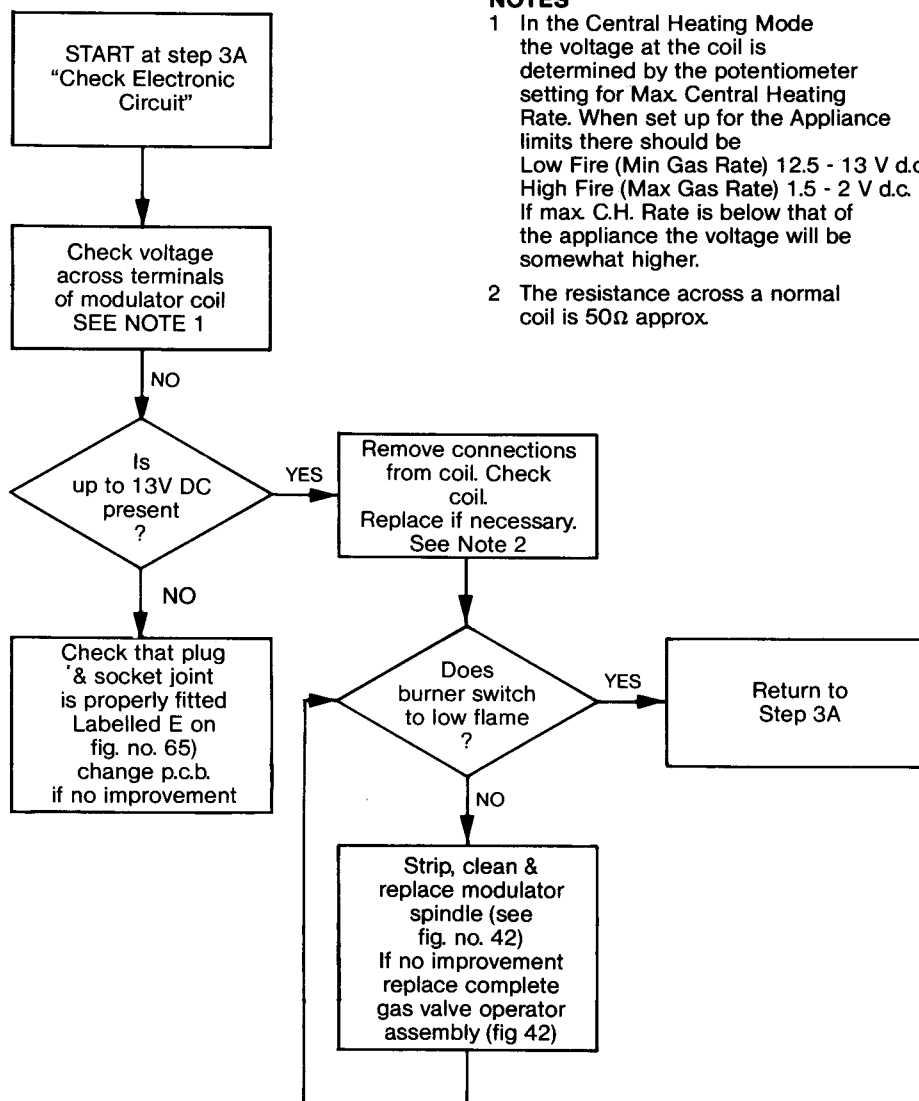 START at step 3A
“Check Electronic
Circuit”
Check voltage
across terminals
of modulator coil
SEE NOTE 1
NO
Is
up to 13V DC
present
?
YES
NO
Check that plug
& socket joint
is properly fitted
Labelled E on
fig. no. 65)
change p.c.b.
if no improvement
Remove connections
from coil. Check
coil.
Replace if necessary.
See Note 2
Does
burner switch
to low flame
?
YES
Return to
Step 3A
NO
Strip, clean &
replace modulator
spindle (see
fig. no. 42)
If no improvement
replace complete
gas valve operator
assembly (fig 42)
NOTES
1 In the Central Heating Mode
the voltage at the coil is
determined by the potentiometer
setting for Max. Central Heating
Rate. When set up for the Appliance
limits there should be
Low Fire (Min Gas Rate) 12.5 - 13 V d.c
High Fire (Max Gas Rate) 1.5 - 2 V d.c.
If max. C.H. Rate is below that of
the appliance the voltage will be
somewhat higher.
2 The resistance across a normal
coil is 50Ω approx.